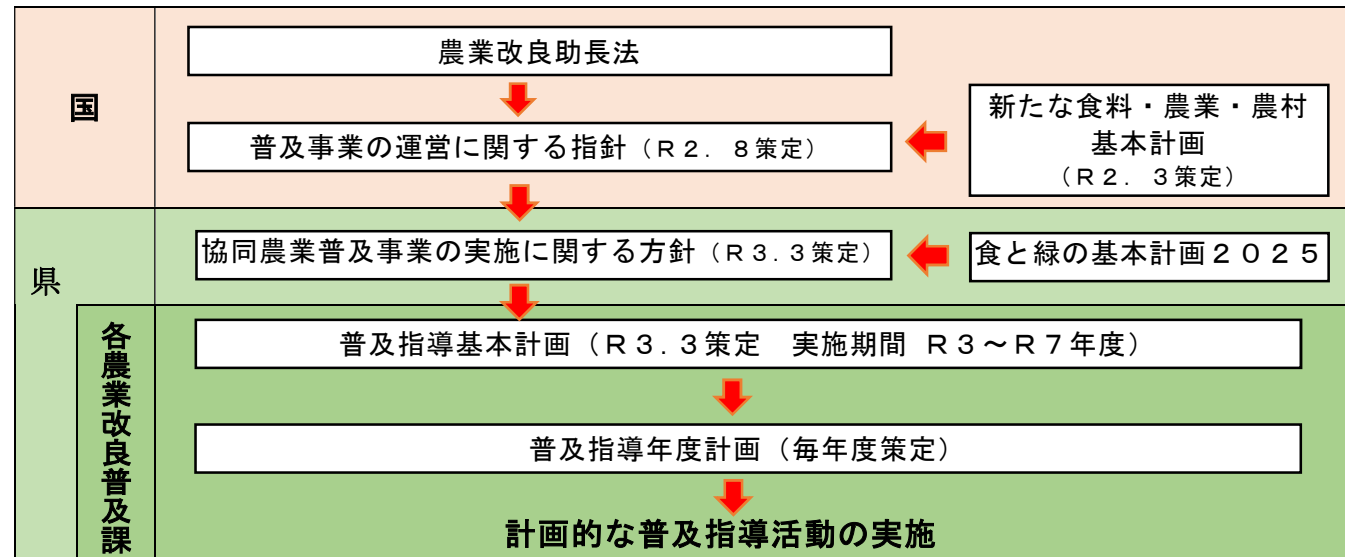 国
農業改良助長法
普及事業の運営に関する指針（Ｒ２．８策定）
新たな食料・農業・農村
基本計画
（Ｒ２．３策定）
県
協同農業普及事業の実施に関する方針（Ｒ３.３策定）
食と緑の基本計画２０２５
各農業改良普及課
普及指導基本計画（Ｒ３.３策定　実施期間 Ｒ３～Ｒ７年度）
普及指導年度計画（毎年度策定）
計画的な普及指導活動の実施